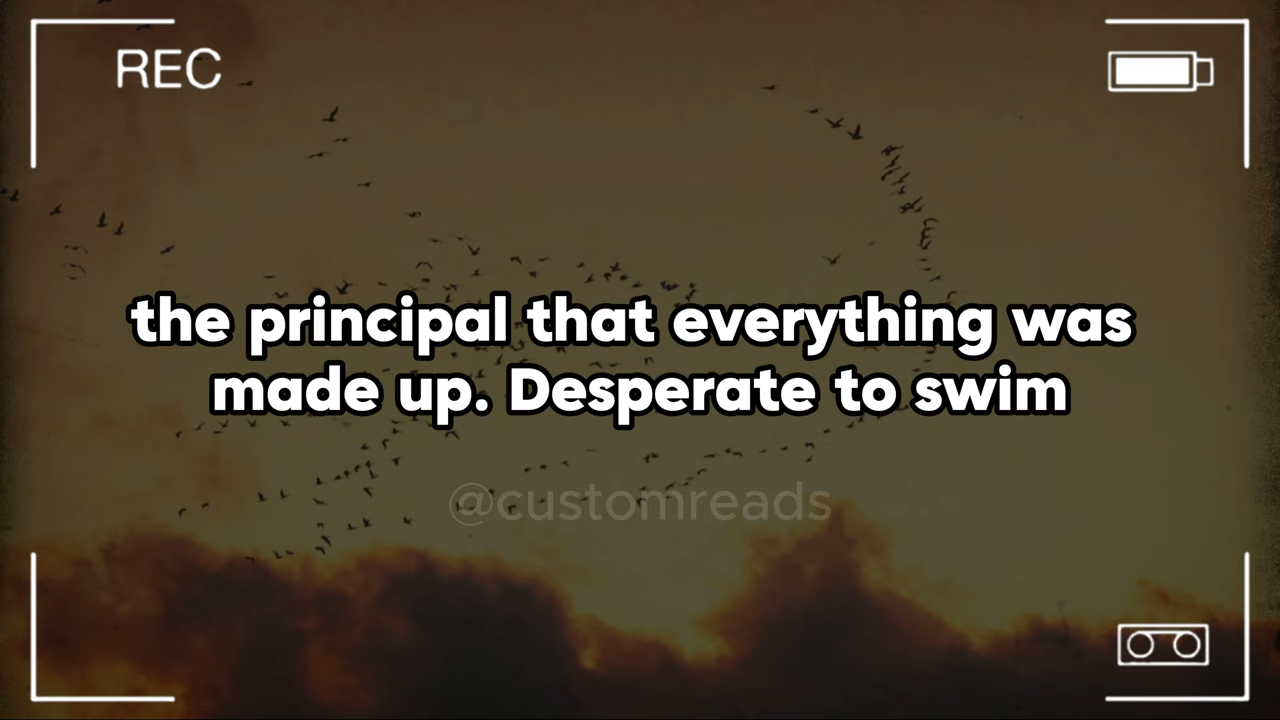 REC
the principal that everything was
made up. Desperate to swim
@customreads